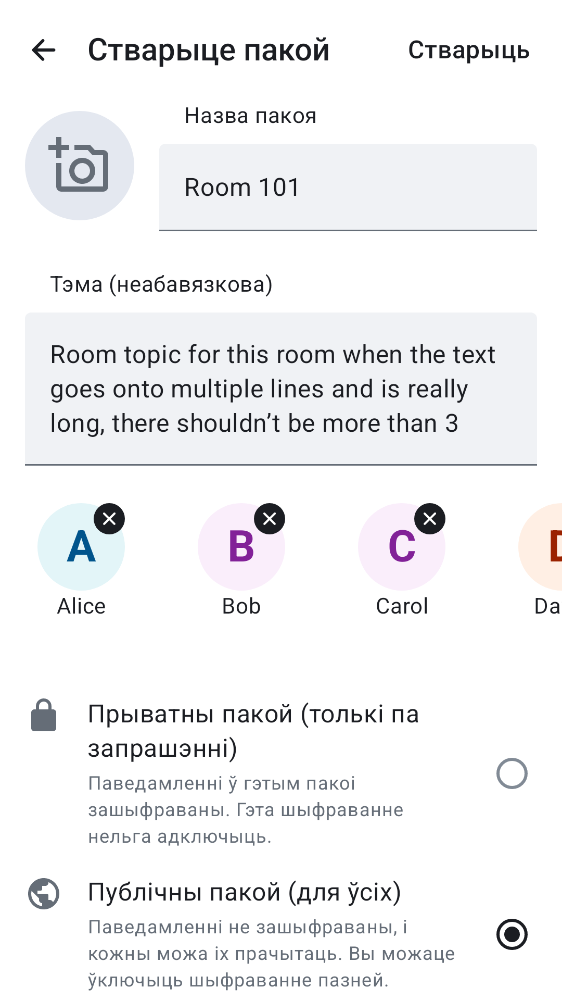 Стварыце пакой
Стварыць
Назва пакоя
Room 101
Тэма (неабавязкова)
Room topic for this room when the text
goes onto multiple lines and is really
long, there shouldn’t be more than 3
A
B
C
D
Alice
Bob
Carol
Da
Прыватны пакой (толькі па
запрашэнні)
Паведамленні ў гэтым пакоі
зашыфраваны. Гэта шыфраванне
нельга адключыць.
Публічны пакой (для ўсіх)
Паведамленні не зашыфраваны, і
кожны можа іх прачытаць. Вы можаце
ўключыць шыфраванне пазней.